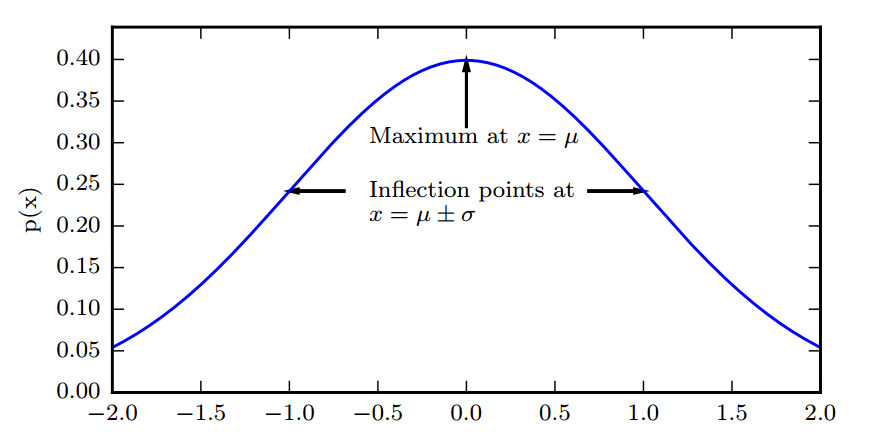 0.40
0.35
0.30
0.25
0.20
0.15
0.10
0.05
0.00
p(x)
Maximum at x = μ
Inflection points at
x = μ ± σ
−2.0 −1.5 −1.0 −0.5 0.0 0.5 1.0 1.5 2.0